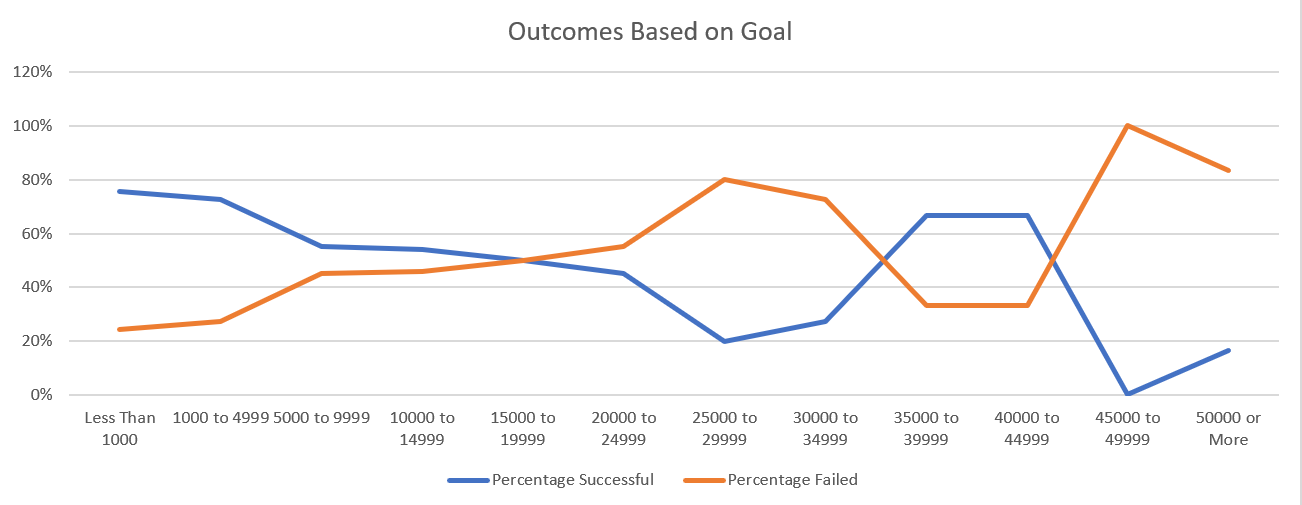 Outcomes Based on Goal
120%
100%
80%
60%
40%
20%
0%
Less Than 1000
1000 to 4999
5000 to 9999
10000 to 14999
15000 to 19999
20000 to 24999
25000 to 29999
30000 to 34999
35000 to 39999
40000 to 44999
45000 to 49999
50000 or More
Percentage Successful
Percentage Failed